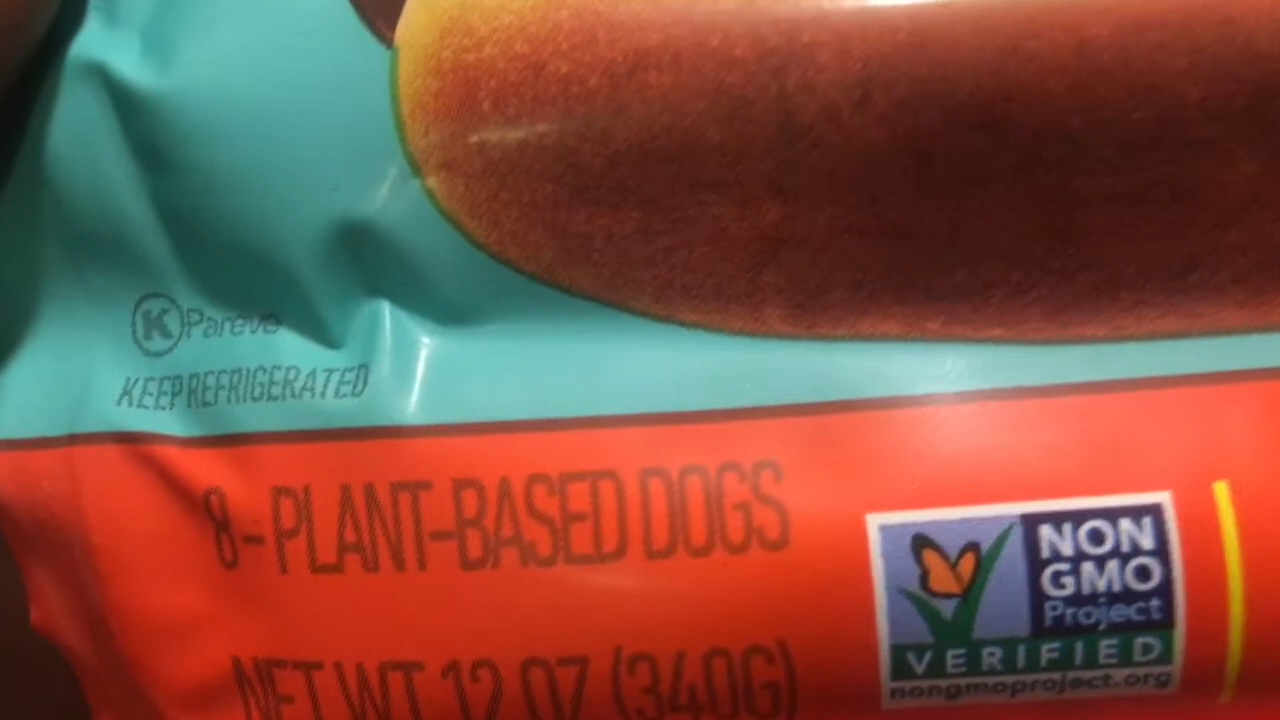 K Pareve
KEEP REFRIGERATED
8-PLANT-BASED DOGS
NET WT 12 OZ (340G)
NON
GMO
Project
VERIFIED
nongmoproject.org